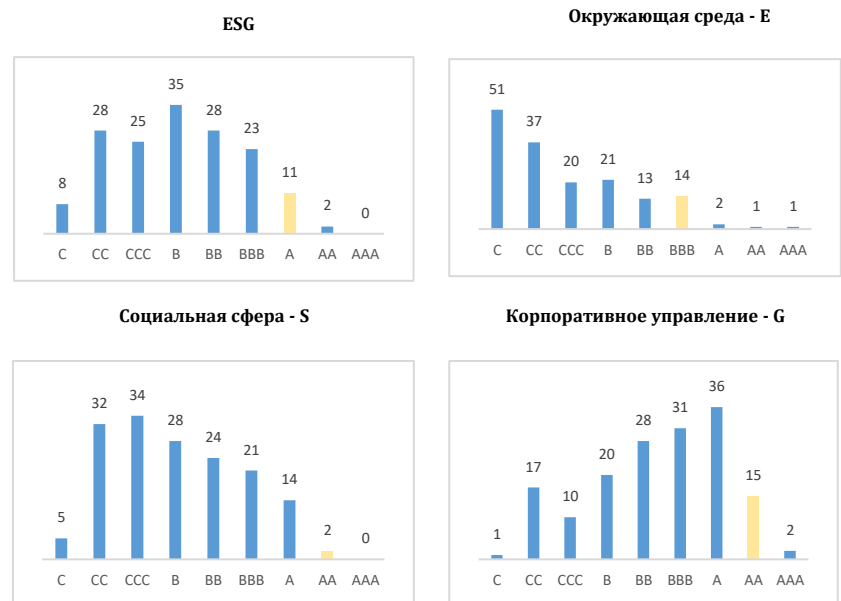 ESG
8 28 25 35 28 23 11 2 0
C CC CCC B BB BBB A AA AAA
Окружающая среда - E
51 37 20 21 13 14 2 1 1
C CC CCC B BB BBB A AA AAA
Социальная сфера - S
5 32 34 28 24 21 14 2 0
C CC CCC B BB BBB A AA AAA
Корпоративное управление - G
1 17 10 20 28 31 36 15 2
C CC CCC B BB BBB A AA AAA